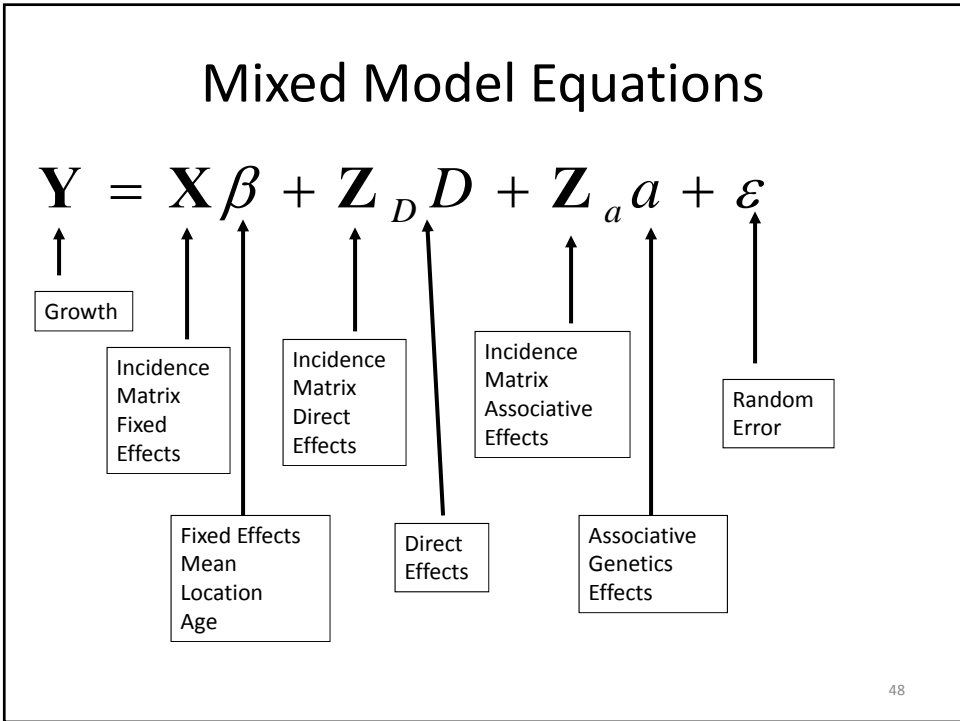 Mixed Model Equations
Y = Xβ + Z_D D + Z_a a + ε
Growth
Incidence
Matrix
Fixed
Effects
Incidence
Matrix
Direct
Effects
Incidence
Matrix
Associative
Effects
Random
Error
Fixed Effects
Mean
Location
Age
Direct
Effects
Associative
Genetics
Effects
48